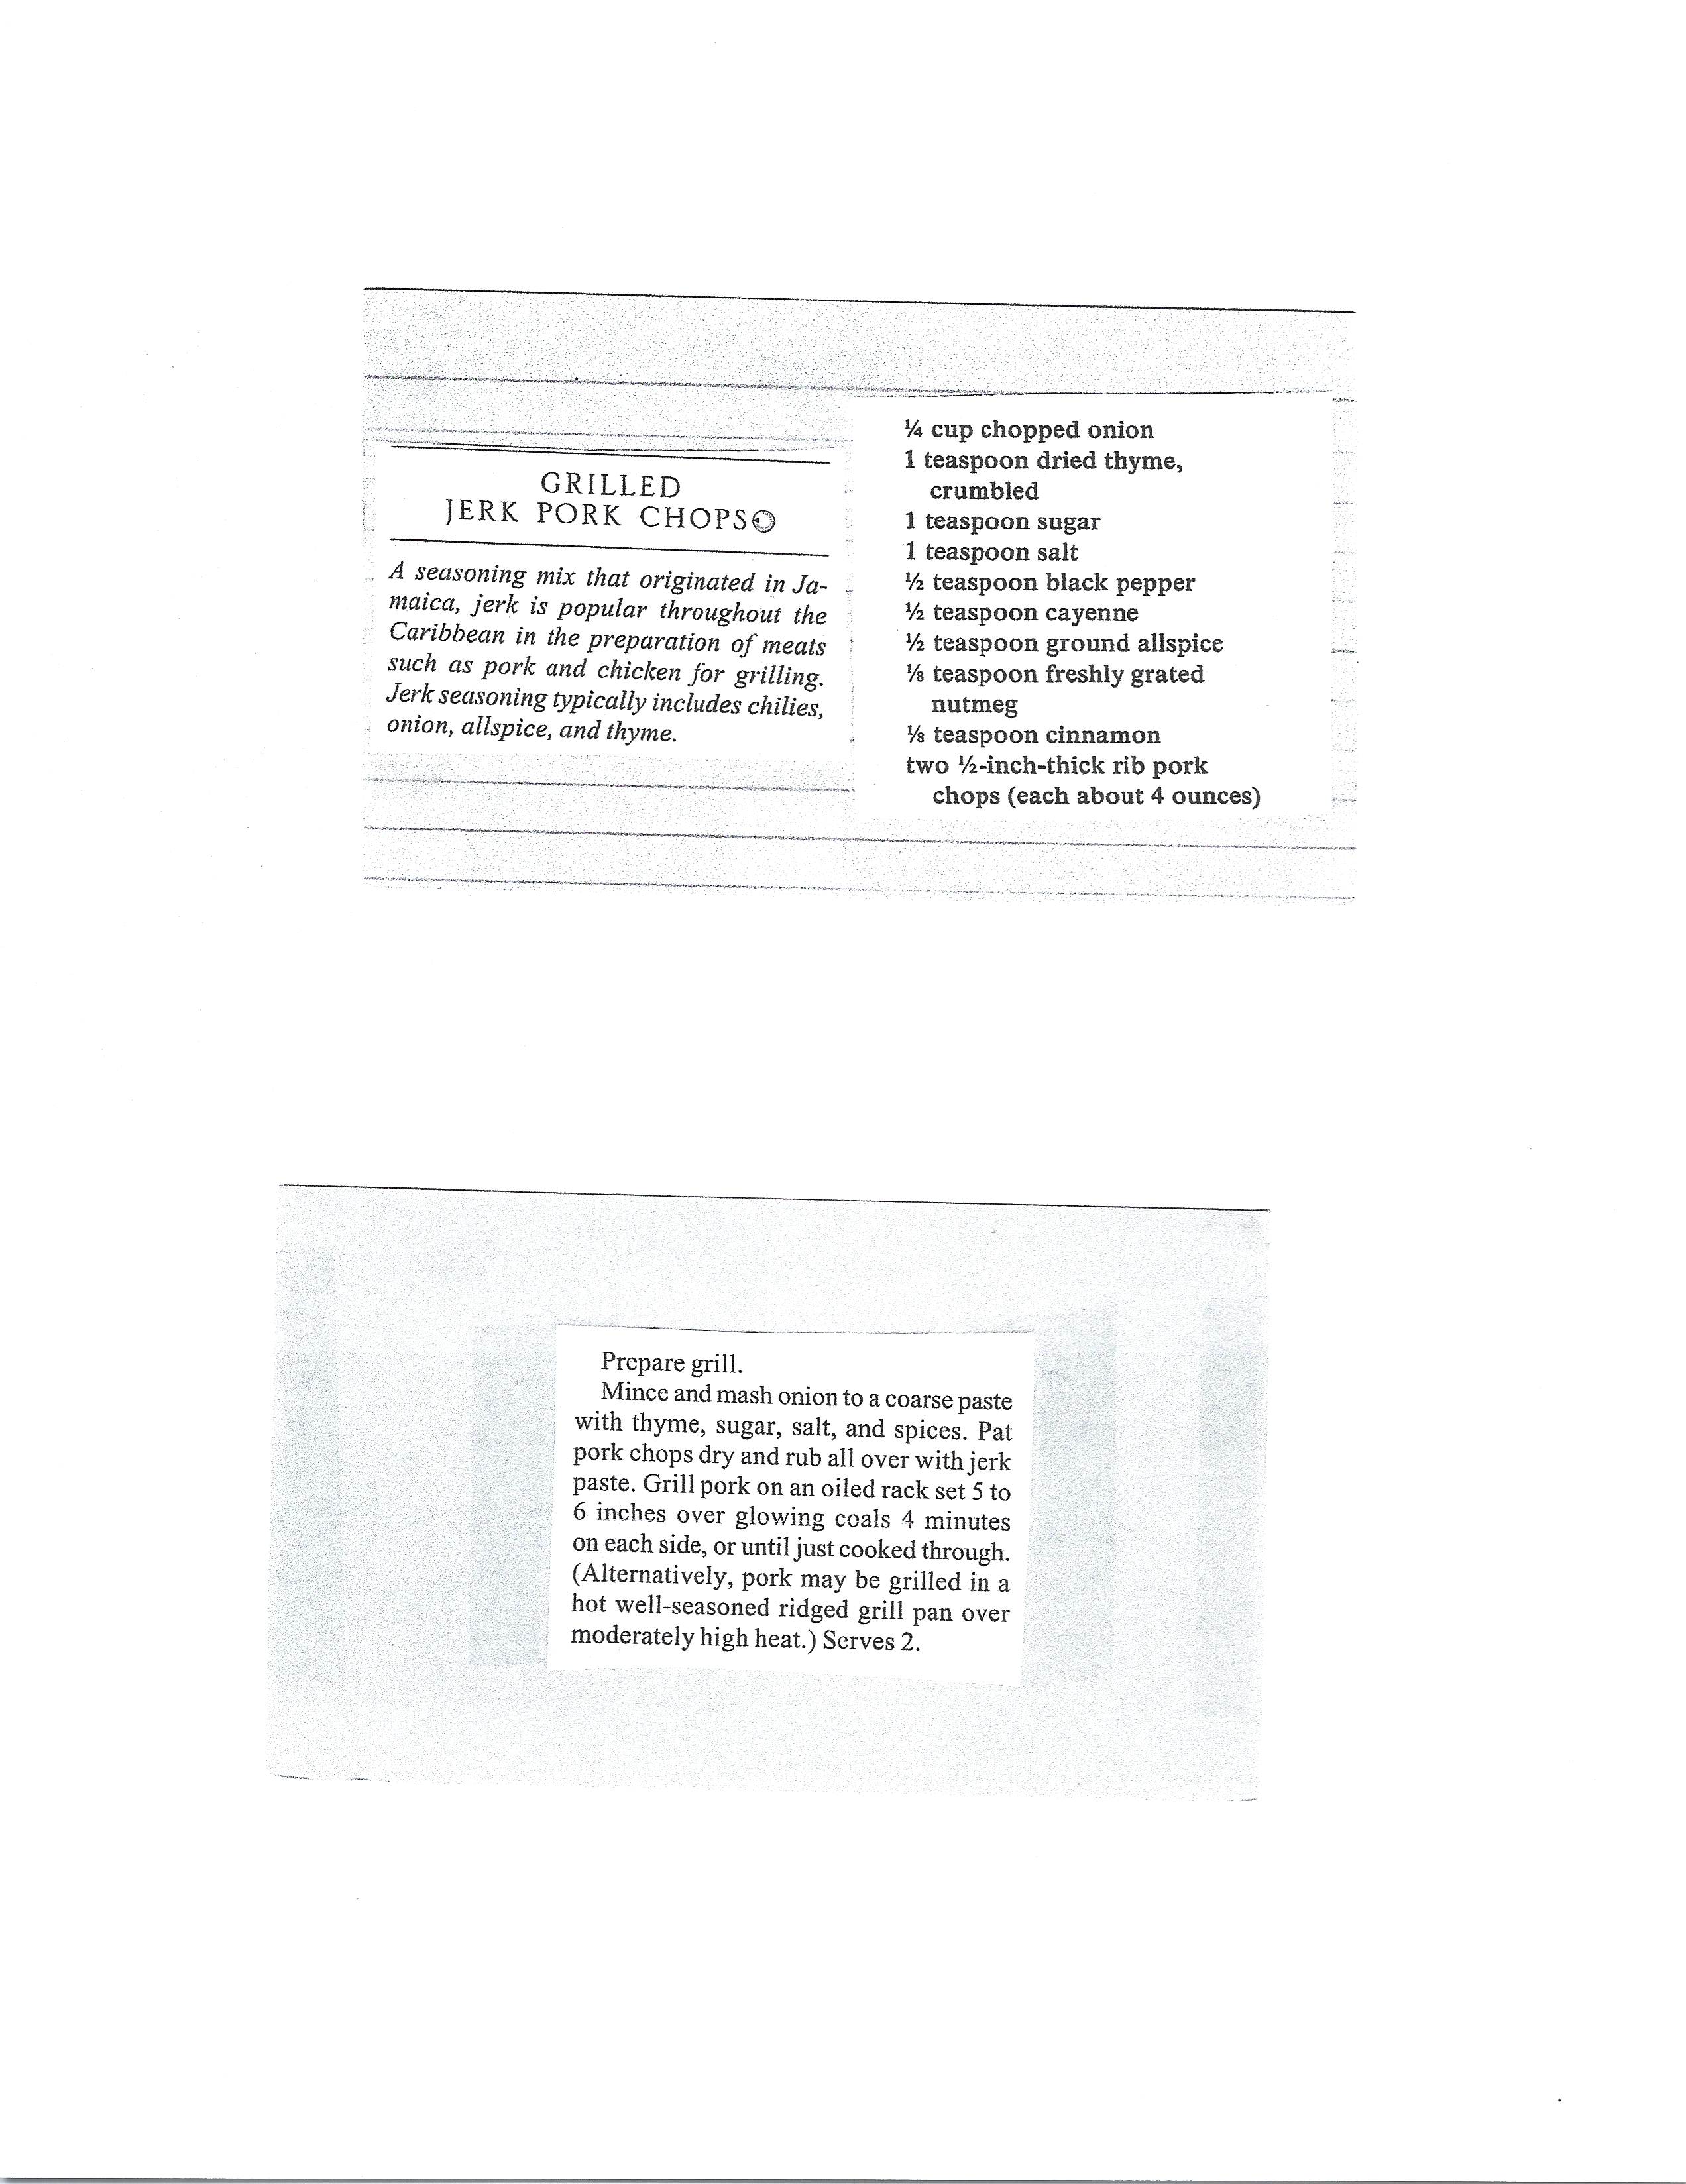 GRILLED
JERK PORK CHOPS
A seasoning mix that originated in Ja-
maica, jerk is popular throughout the
Caribbean in the preparation of meats
such as pork and chicken for grilling.
Jerk seasoning typically includes chilies,
onion, allspice, and thyme.
¼ cup chopped onion
1 teaspoon dried thyme,
crumbled
1 teaspoon sugar
1 teaspoon salt
½ teaspoon black pepper
½ teaspoon cayenne
½ teaspoon ground allspice
⅛ teaspoon freshly grated
nutmeg
⅛ teaspoon cinnamon
two ½-inch-thick rib pork
chops (each about 4 ounces)
Prepare grill.
Mince and mash onion to a coarse paste
with thyme, sugar, salt, and spices. Pat
pork chops dry and rub all over with jerk
paste. Grill pork on an oiled rack set 5 to
6 inches over glowing coals 4 minutes
on each side, or until just cooked through.
(Alternatively, pork may be grilled in a
hot well-seasoned ridged grill pan over
moderately high heat.) Serves 2.